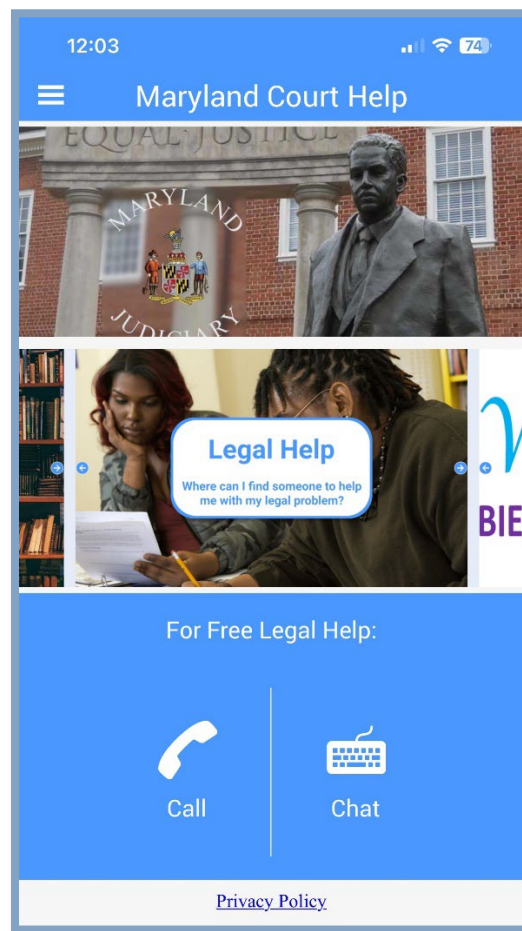 12:03
74
Maryland Court Help
EQUAL JUSTICE
MARYLAND
JUDICIARY
Legal Help
Where can I find someone to help
me with my legal problem?
BIE
For Free Legal Help:
Call
Chat
Privacy Policy